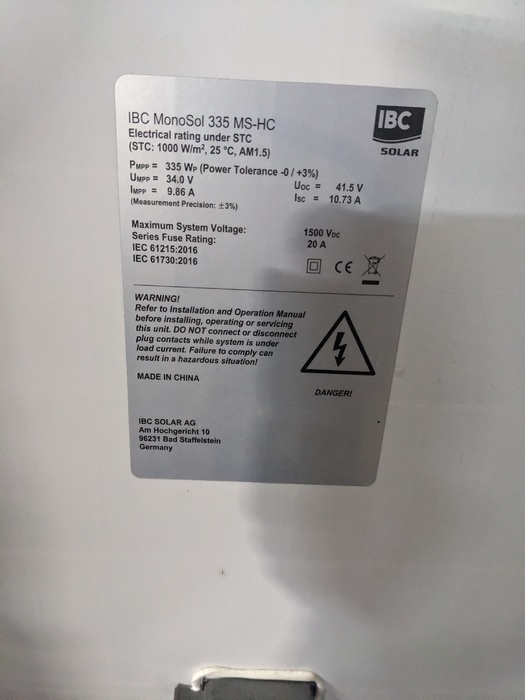 IBC MonoSol 335 MS-HC
Electrical rating under STC
(STC: 1000 W/m², 25 °C, AM1.5)
IBC
SOLAR
PMPP = 335 WP (Power Tolerance -0 / +3%)
UMPP = 34.0 V
UOC = 41.5 V
IMPP = 9.86 A
ISC = 10.73 A
(Measurement Precision: ±3%)
Maximum System Voltage: 1500 VDC
Series Fuse Rating: 20 A
IEC 61215:2016
IEC 61730:2016
CE
WARNING!
Refer to Installation and Operation Manual
before installing, operating or servicing
this unit. DO NOT connect or disconnect
plug contacts while system is under
load current. Failure to comply can
result in a hazardous situation!
DANGER!
MADE IN CHINA
IBC SOLAR AG
Am Hochgericht 10
96231 Bad Staffelstein
Germany